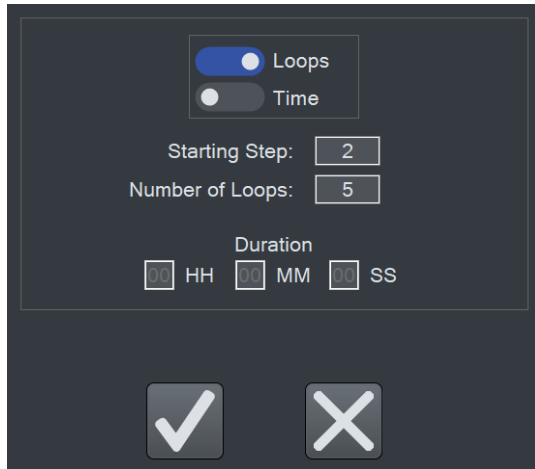 Loops
Time
Starting Step: 2
Number of Loops: 5
Duration
00 HH 00 MM 00 SS